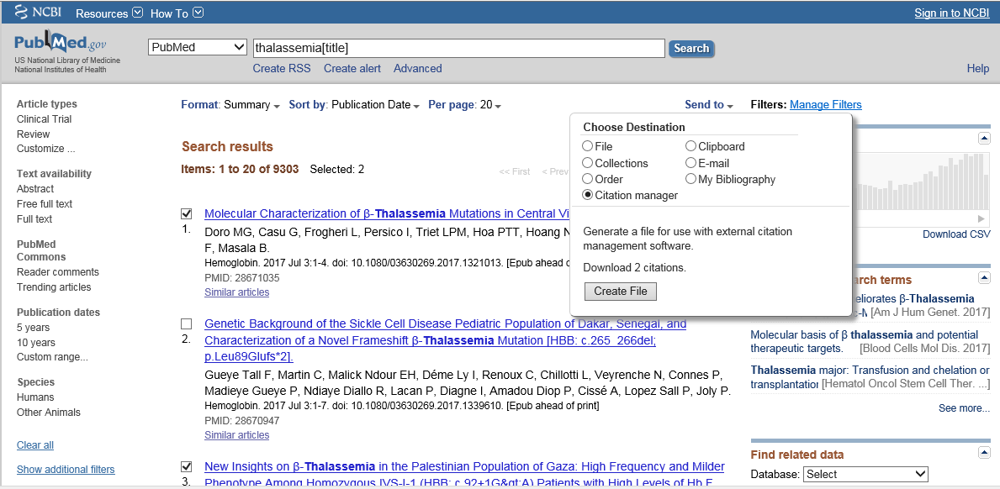 NCBI Resources How To Sign in to NCBI
PubMed.gov
US National Library of Medicine
National Institutes of Health
PubMed thalassemia[title] Search
Create RSS Create alert Advanced Help
Article types
Clinical Trial
Review
Customize ...
Text availability
Abstract
Free full text
Full text
PubMed
Commons
Reader comments
Trending articles
Publication dates
5 years
10 years
Custom range...
Species
Humans
Other Animals
Clear all
Show additional filters
Format: Summary Sort by: Publication Date Per page: 20 Send to
Search results
Items: 1 to 20 of 9303 Selected: 2 << First < Prev
Molecular Characterization of β-Thalassemia Mutations in Central Vi
1. Doro MG, Casu G, Frogheri L, Persico I, Triet LPM, Hoa PTT, Hoang N
F, Masala B.
Hemoglobin. 2017 Jul 3:1-4. doi: 10.1080/03630269.2017.1321013. [Epub ahead o
PMID: 28671035
Similar articles
Genetic Background of the Sickle Cell Disease Pediatric Population of Dakar, Senegal, and
2. Characterization of a Novel Frameshift β-Thalassemia Mutation [HBB: c.265_266del;
p.Leu89Glufs*2].
Gueye Tall F, Martin C, Malick Ndour EH, Déme Ly I, Renoux C, Chillotti L, Veyrenche N, Connes P,
Madieye Gueye P, Ndiaye Diallo R, Lacan P, Diagne I, Amadou Diop P, Cissé A, Lopez Sall P, Joly P.
Hemoglobin. 2017 Jul 3:1-7. doi: 10.1080/03630269.2017.1339610. [Epub ahead of print]
PMID: 28670947
Similar articles
New Insights on β-Thalassemia in the Palestinian Population of Gaza: High Frequency and Milder
3. Phenotype Among Homozygous IVS-I-1 (HBB: c.92+1G&gt;A) Patients with High Levels of Hb F
Choose Destination
File Clipboard
Collections E-mail
Order My Bibliography
Citation manager
Generate a file for use with external citation
management software.
Download 2 citations.
Create File
Filters: Manage Filters
Download CSV
arch terms
eliorates β-Thalassemia
[Am J Hum Genet. 2017]
Molecular basis of β thalassemia and potential
therapeutic targets. [Blood Cells Mol Dis. 2017]
Thalassemia major: Transfusion and chelation or
transplantation [Hematol Oncol Stem Cell Ther. ...]
See more...
Find related data
Database: Select